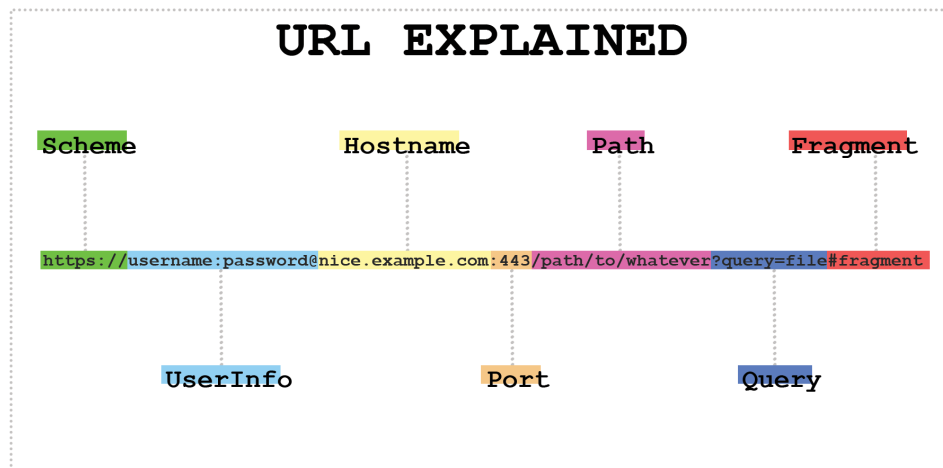 URL EXPLAINED
Scheme Hostname Path Fragment
https://username:password@nice.example.com:443/path/to/whatever?query=file#fragment
UserInfo Port Query